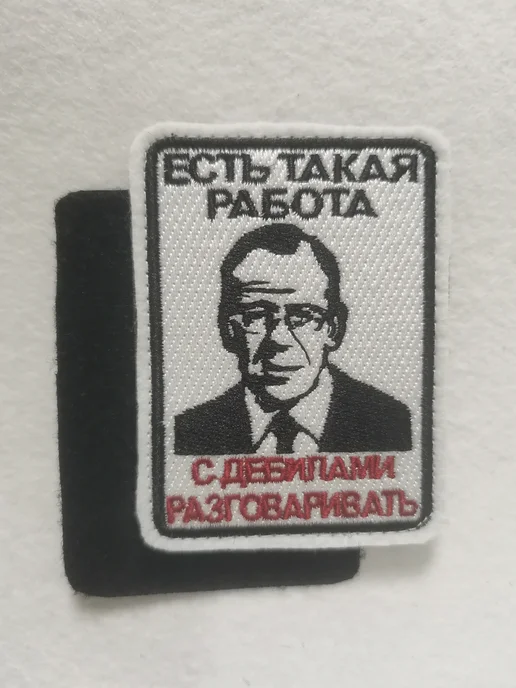 ЕСТЬ ТАКАЯ
РАБОТА
С ДЕБИЛАМИ
РАЗГОВАРИВАТЬ